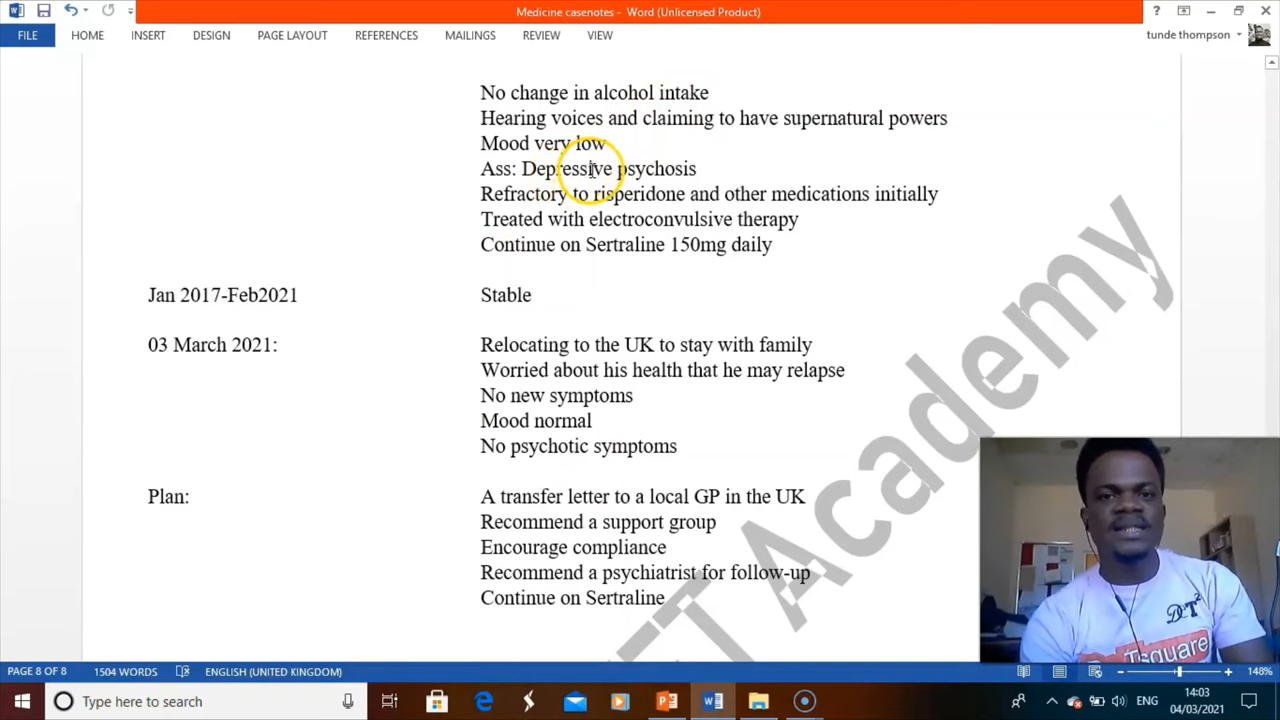 Medicine casenotes - Word (Unlicensed Product)
FILE HOME INSERT DESIGN PAGE LAYOUT REFERENCES MAILINGS REVIEW VIEW tunde thompson
No change in alcohol intake
Hearing voices and claiming to have supernatural powers
Mood very low
Ass: Depressive psychosis
Refractory to risperidone and other medications initially
Treated with electroconvulsive therapy
Continue on Sertraline 150mg daily
Jan 2017-Feb2021 Stable
03 March 2021: Relocating to the UK to stay with family
Worried about his health that he may relapse
No new symptoms
Mood normal
No psychotic symptoms
Plan: A transfer letter to a local GP in the UK
Recommend a support group
Encourage compliance
Recommend a psychiatrist for follow-up
Continue on Sertraline
T Academy
Tsquare
PAGE 8 OF 8 1504 WORDS ENGLISH (UNITED KINGDOM) 148%
Type here to search ENG 14:03
04/03/2021